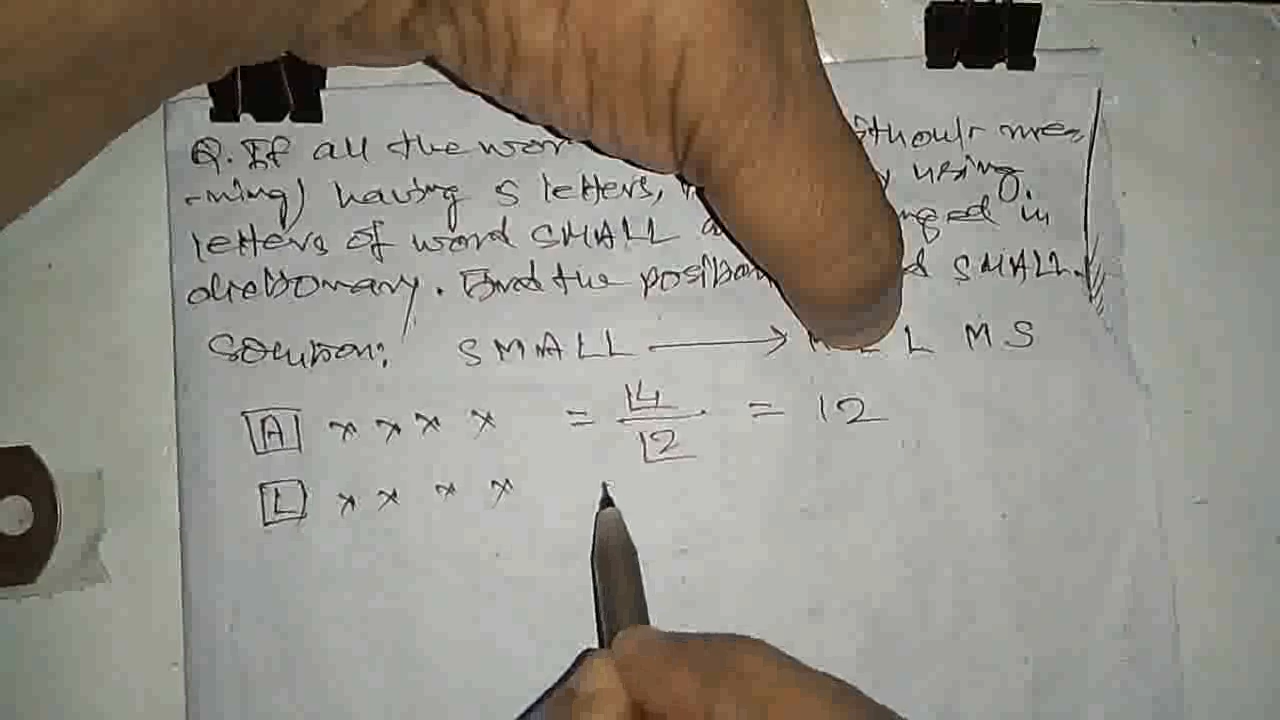 Q. If all the wor ithout mea
-ning) having 5 letters, using
letters of word SMALL nged in
dictionary. Find the position SMALL.
Solution: SMALL → L M S
A × × × × = 4 / 2 = 12
L × × × ×